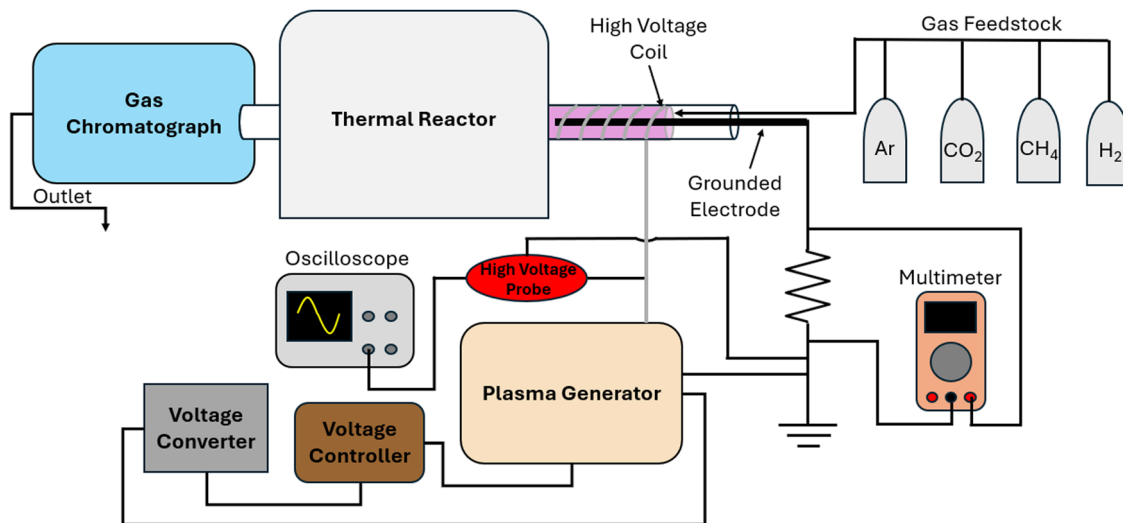 High Voltage
Coil
Gas Feedstock
Gas
Chromatograph
Thermal Reactor
Ar
CO₂
CH₄
H₂
Outlet
Grounded
Electrode
Oscilloscope
High Voltage
Probe
Multimeter
Plasma Generator
Voltage
Converter
Voltage
Controller